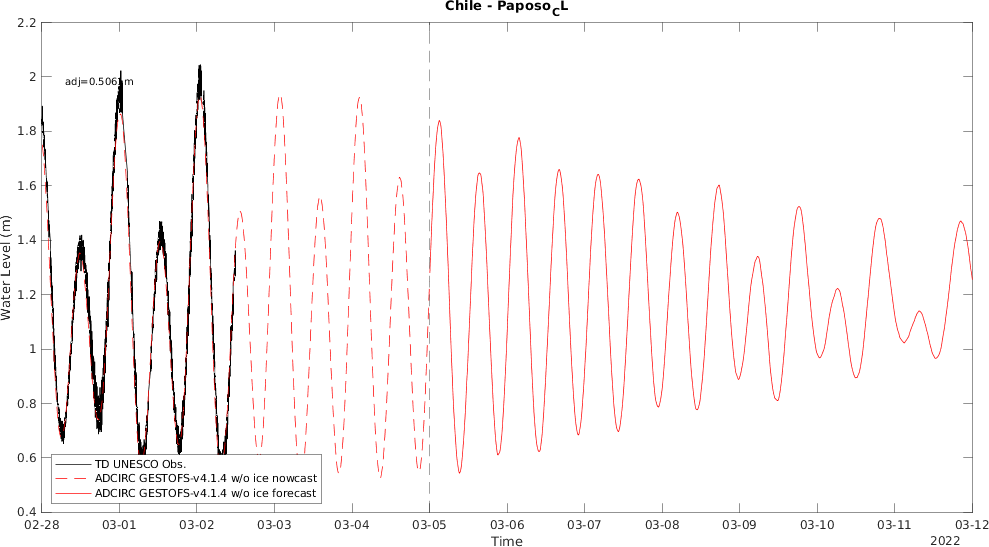 Chile - Paposo_CL
2.2
2
1.8
1.6
1.4
1.2
1
0.8
0.6
0.4
Water Level (m)
adj=0.5061m
TD UNESCO Obs.
ADCIRC GESTOFS-v4.1.4 w/o ice nowcast
ADCIRC GESTOFS-v4.1.4 w/o ice forecast
02-28 03-01 03-02 03-03 03-04 03-05 03-06 03-07 03-08 03-09 03-10 03-11 03-12
Time
2022